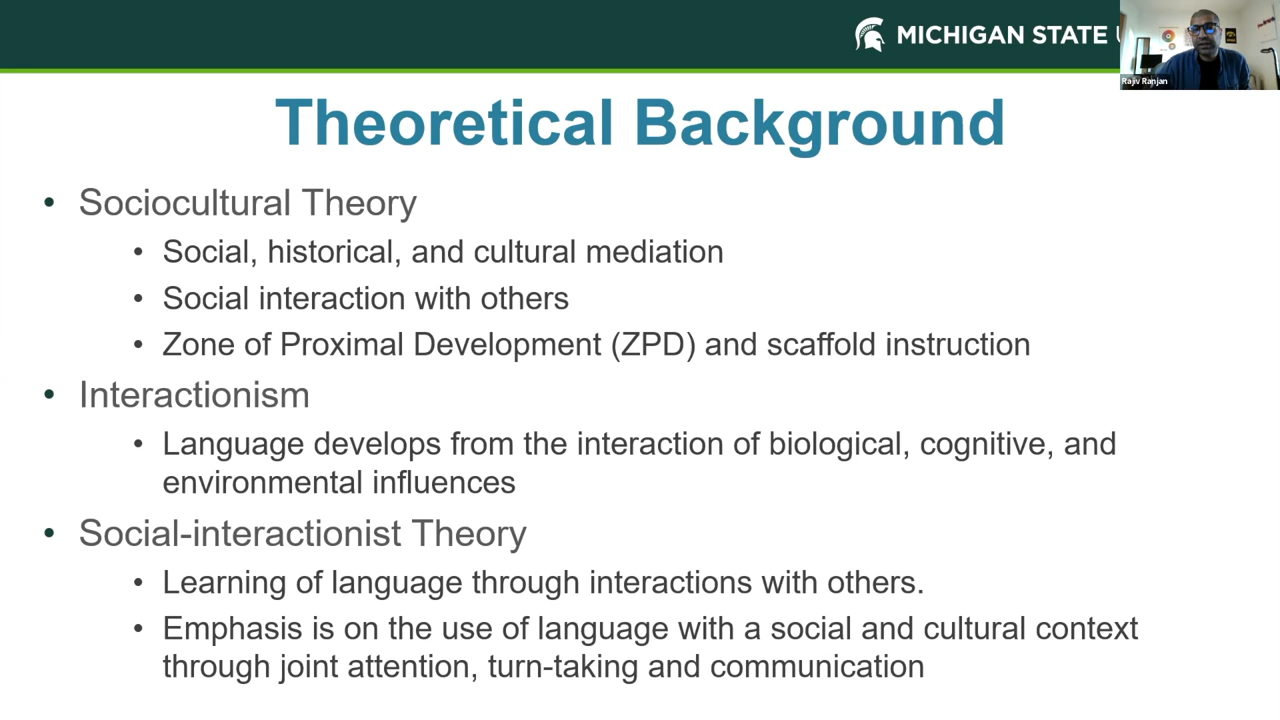 MICHIGAN STATE
Rajiv Ranjan
Theoretical Background
• Sociocultural Theory
• Social, historical, and cultural mediation
• Social interaction with others
• Zone of Proximal Development (ZPD) and scaffold instruction
• Interactionism
• Language develops from the interaction of biological, cognitive, and
environmental influences
• Social-interactionist Theory
• Learning of language through interactions with others.
• Emphasis is on the use of language with a social and cultural context
through joint attention, turn-taking and communication